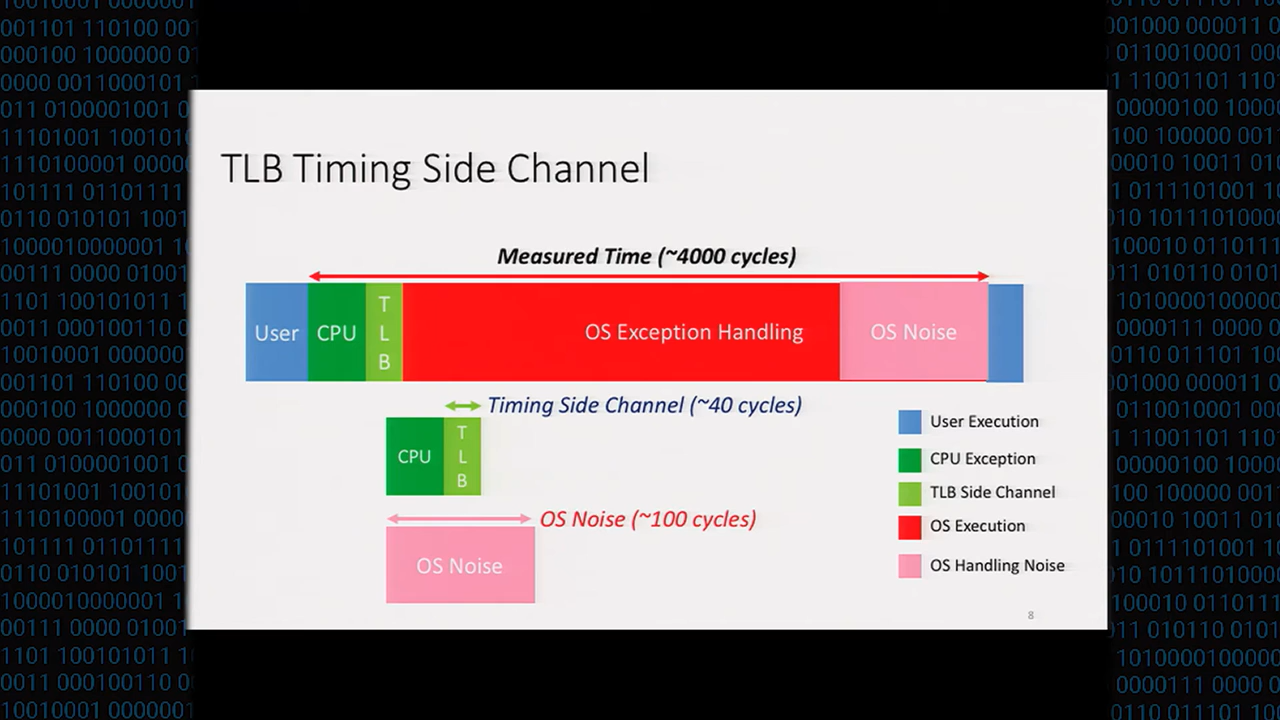 TLB Timing Side Channel
Measured Time (~4000 cycles)
User
CPU
TLB
OS Exception Handling
OS Noise
Timing Side Channel (~40 cycles)
CPU
TLB
OS Noise (~100 cycles)
OS Noise
User Execution
CPU Exception
TLB Side Channel
OS Execution
OS Handling Noise
8